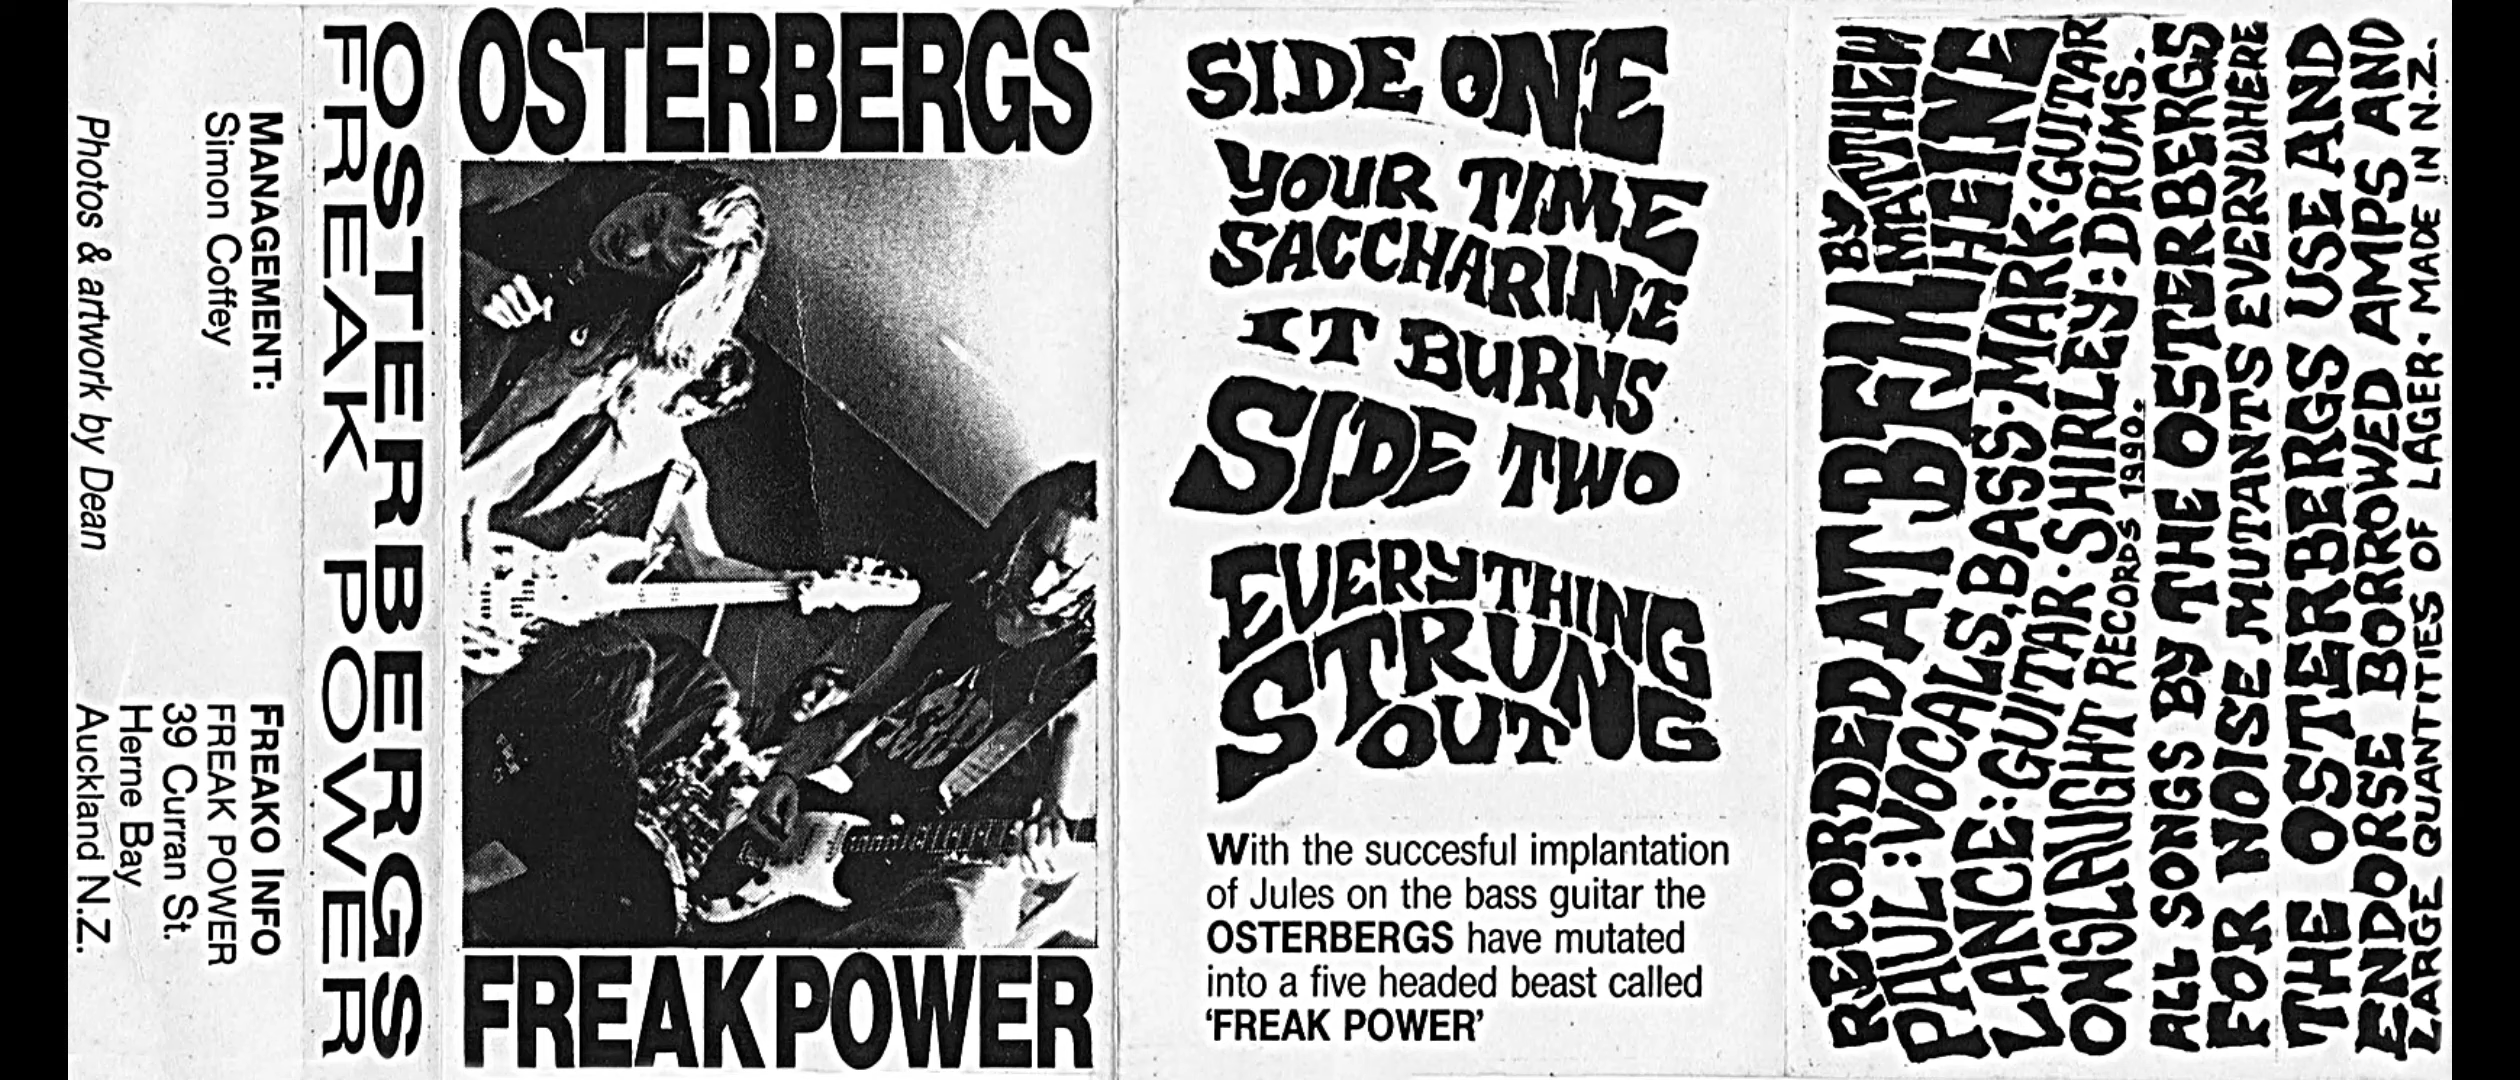 MANAGEMENT:
Simon Coffey
Photos & artwork by Dean
FREAKO INFO
FREAK POWER
39 Curran St.
Herne Bay
Auckland N.Z.
OSTERBERGS
FREAK POWER
OSTERBERGS
FREAK POWER
SIDE ONE
YOUR TIME
SACCHARINE
IT BURNS
SIDE TWO
EVERYTHING
STRUNG
OUT
With the succesful implantation
of Jules on the bass guitar the
OSTERBERGS have mutated
into a five headed beast called
'FREAK POWER'
RECORDED AT BFM BY MATHEW HEINE
PAUL:VOCALS, BASS·MARK:GUITAR
LANCE:GUITAR·SHIRLEY:DRUMS.
ONSLAUGHT RECORDS 1990.
ALL SONGS BY THE OSTERBERGS
FOR NOISE MUTANTS EVERYWHERE
THE OSTERBERGS USE AND
ENDORSE BORROWED AMPS AND
LARGE QUANTITIES OF LAGER· MADE IN N.Z.